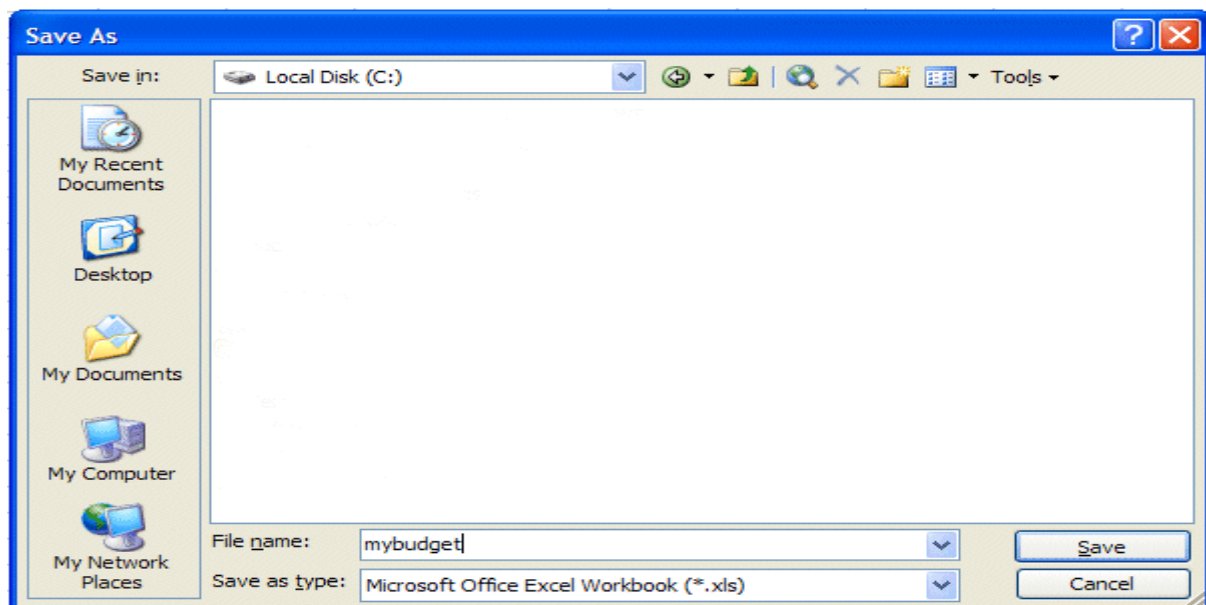 Save As
Save in:
Local Disk (C:)
Tools
My Recent
Documents
Desktop
My Documents
My Computer
My Network
Places
File name:
mybudget
Save
Save as type:
Microsoft Office Excel Workbook (*.xls)
Cancel